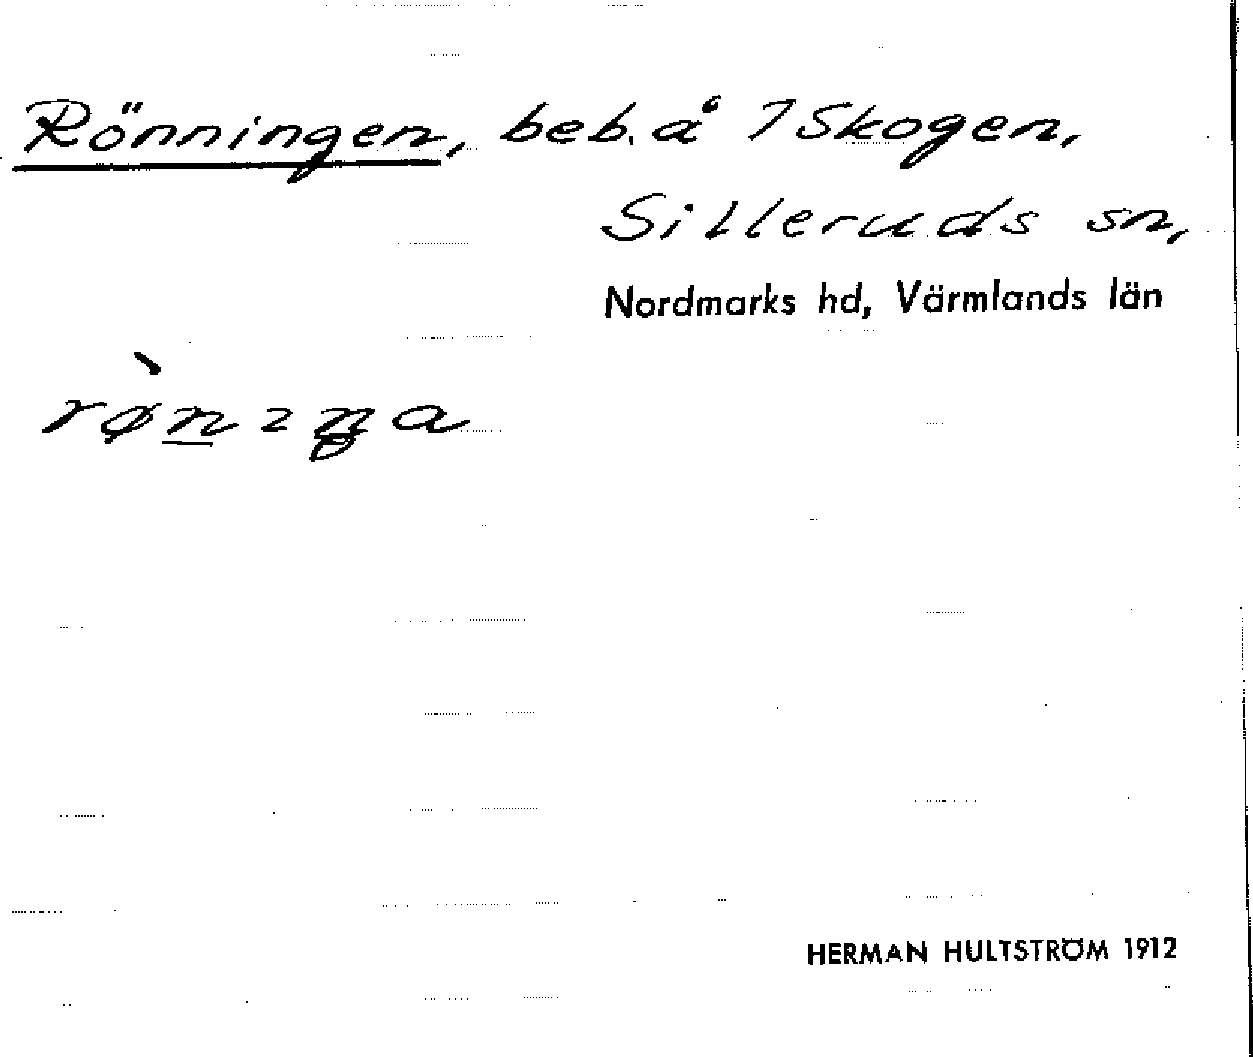 Rönningen, beb. å 7 Skogen,
Silleruds sn,
Nordmarks hd, Värmlands län
HERMAN HULTSTRÖM 1912